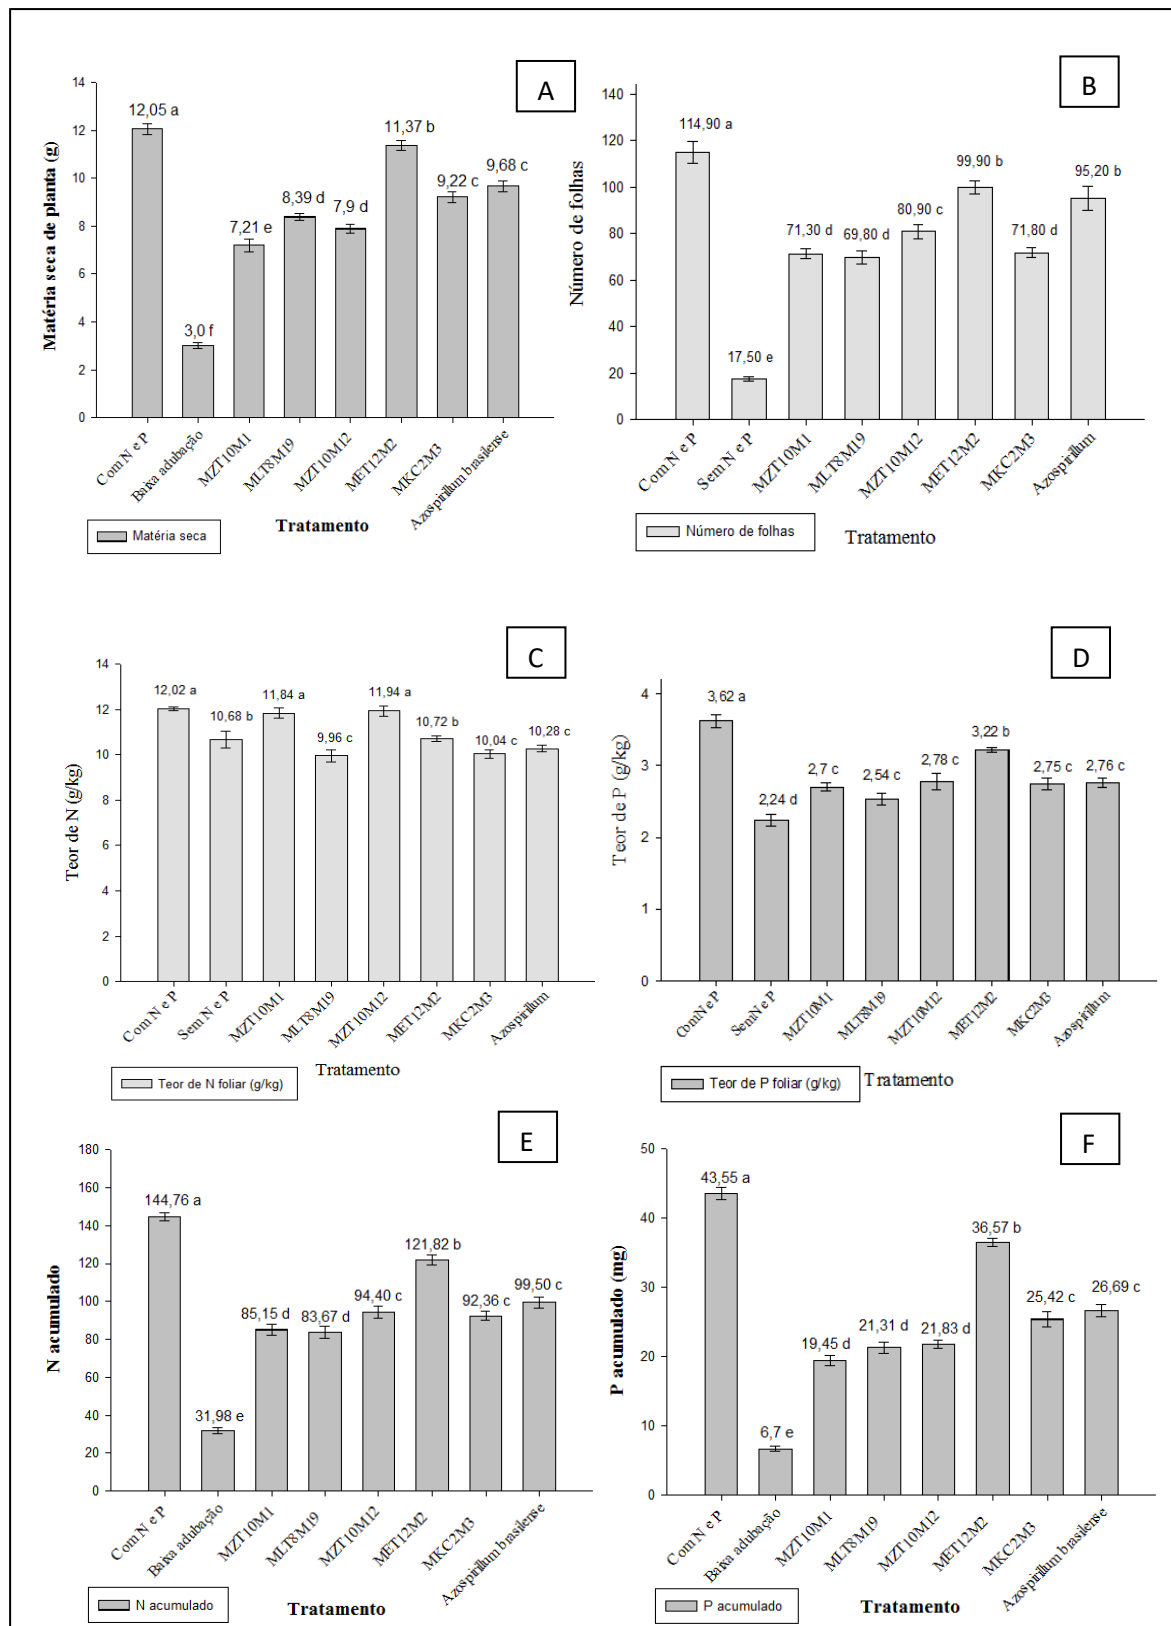 A
Matéria seca de planta (g)
14
12
10
8
6
4
2
0
12,05 a
3,0 f
7,21 e
8,39 d
7,9 d
11,37 b
9,22 c
9,68 c
Com N e P
Baixa adubação
MZT10M1
MLT8M19
MZT10M12
MET12M2
MKC2M3
Azospirillum brasilense
Matéria seca
Tratamento
B
Número de folhas
140
120
100
80
60
40
20
0
114,90 a
17,50 e
71,30 d
69,80 d
80,90 c
99,90 b
71,80 d
95,20 b
Com N e P
Sem N e P
MZT10M1
MLT8M19
MZT10M12
MET12M2
MKC2M3
Azospirillum
Número de folhas
Tratamento
C
Teor de N (g/kg)
14
12
10
8
6
4
2
0
12,02 a
10,68 b
11,84 a
9,96 c
11,94 a
10,72 b
10,04 c
10,28 c
Com N e P
Sem N e P
MZT10M1
MLT8M19
MZT10M12
MET12M2
MKC2M3
Azospirillum
Teor de N foliar (g/kg)
Tratamento
D
Teor de P (g/kg)
4
3
2
1
0
3,62 a
2,24 d
2,7 c
2,54 c
2,78 c
3,22 b
2,75 c
2,76 c
Com N e P
Sem N e P
MZT10M1
MLT8M19
MZT10M12
MET12M2
MKC2M3
Azospirillum
Teor de P foliar (g/kg)
Tratamento
E
N acumulado
180
160
140
120
100
80
60
40
20
0
144,76 a
31,98 e
85,15 d
83,67 d
94,40 c
121,82 b
92,36 c
99,50 c
Com N e P
Baixa adubação
MZT10M1
MLT8M19
MZT10M12
MET12M2
MKC2M3
Azospirillum brasilense
N acumulado
Tratamento
F
P acumulado (mg)
50
40
30
20
10
0
43,55 a
6,7 e
19,45 d
21,31 d
21,83 d
36,57 b
25,42 c
26,69 c
Com N e P
Baixa adubação
MZT10M1
MLT8M19
MZT10M12
MET12M2
MKC2M3
Azospirillum brasilense
P acumulado
Tratamento